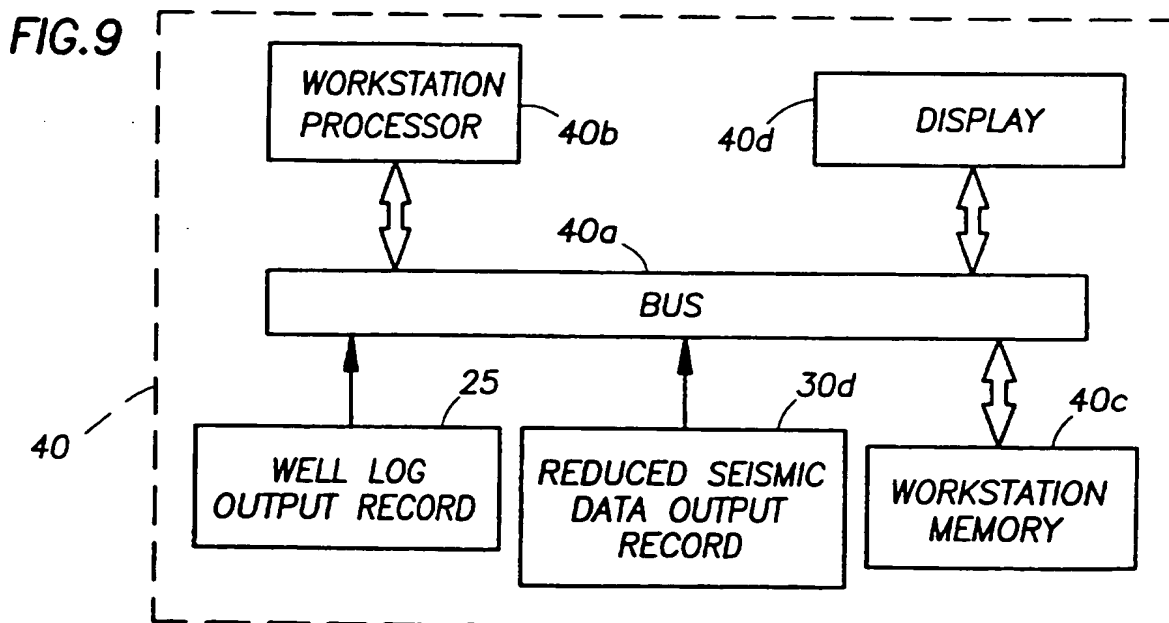 FIG.9
WORKSTATION
PROCESSOR
40b
DISPLAY
40d
40a
BUS
25
30d
40c
40
WELL LOG
OUTPUT RECORD
REDUCED SEISMIC
DATA OUTPUT
RECORD
WORKSTATION
MEMORY